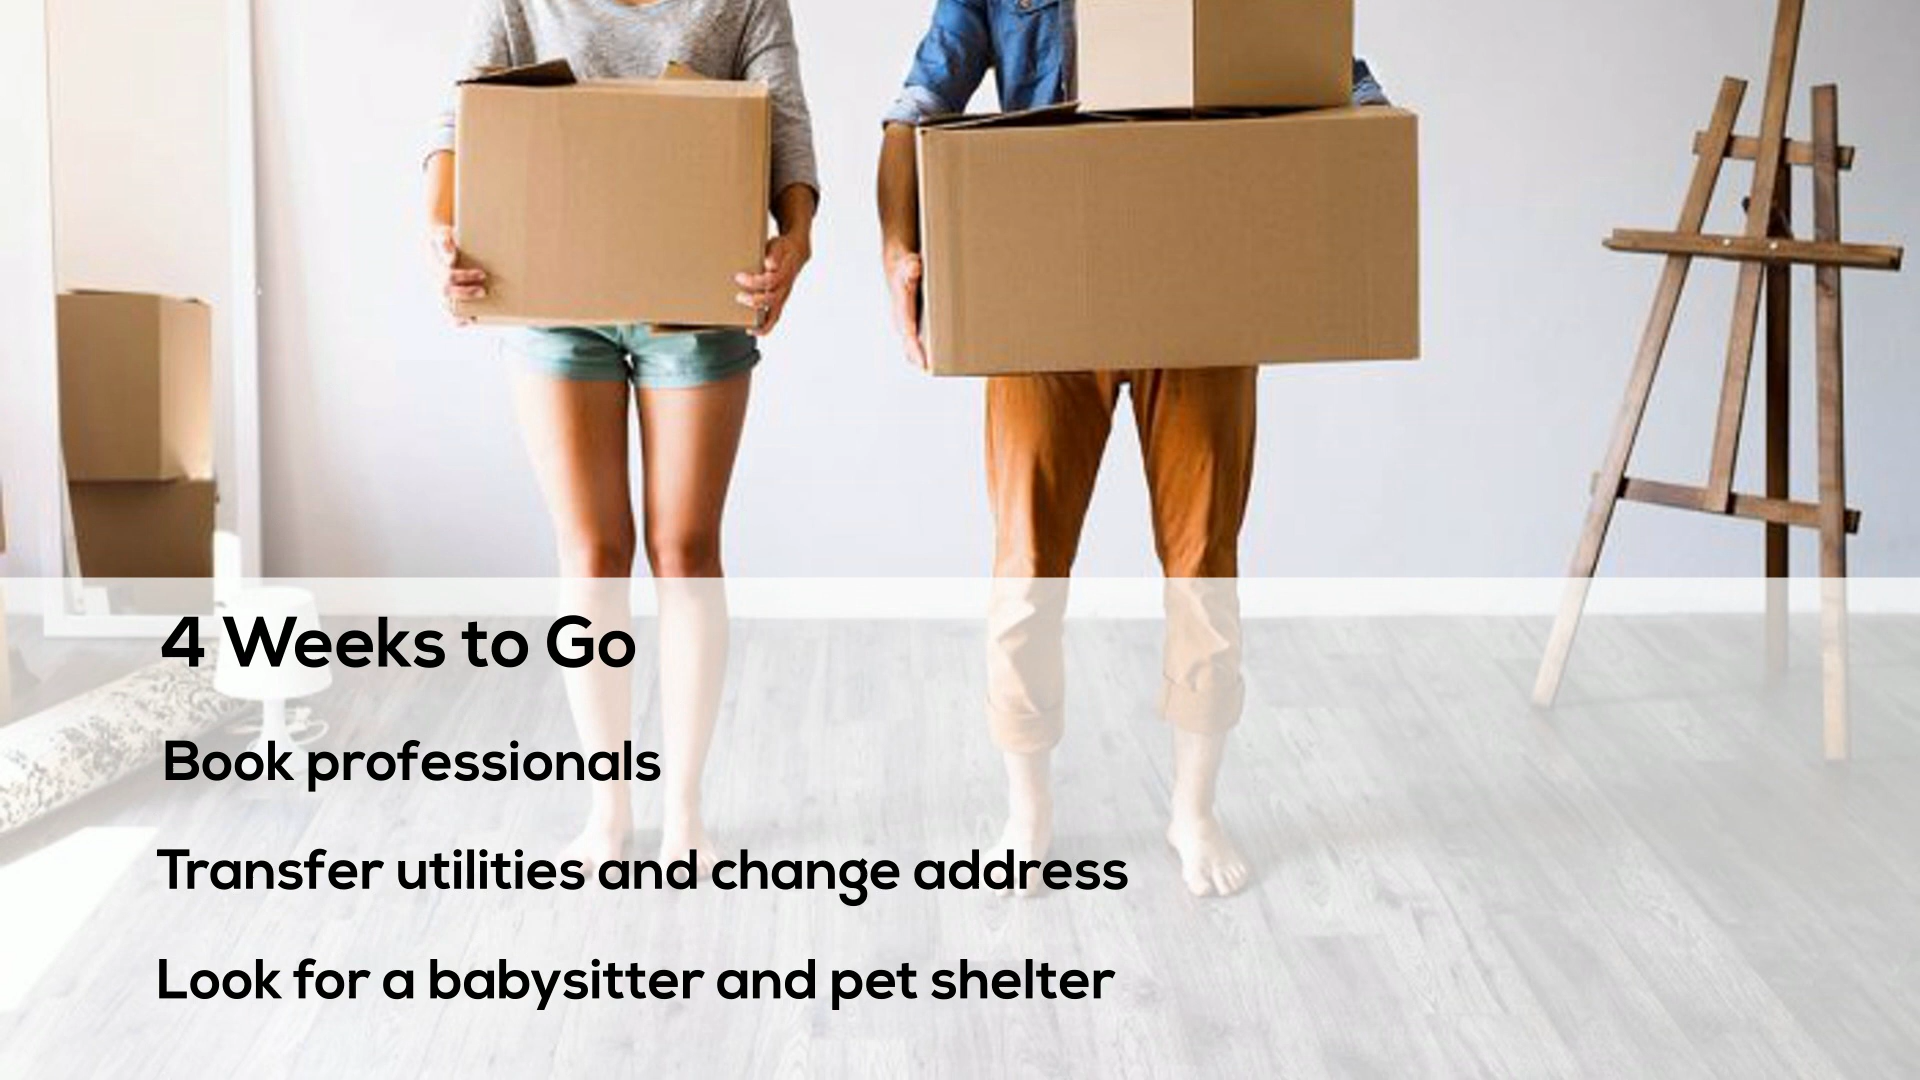 4 Weeks to Go
Book professionals
Transfer utilities and change address
Look for a babysitter and pet shelter